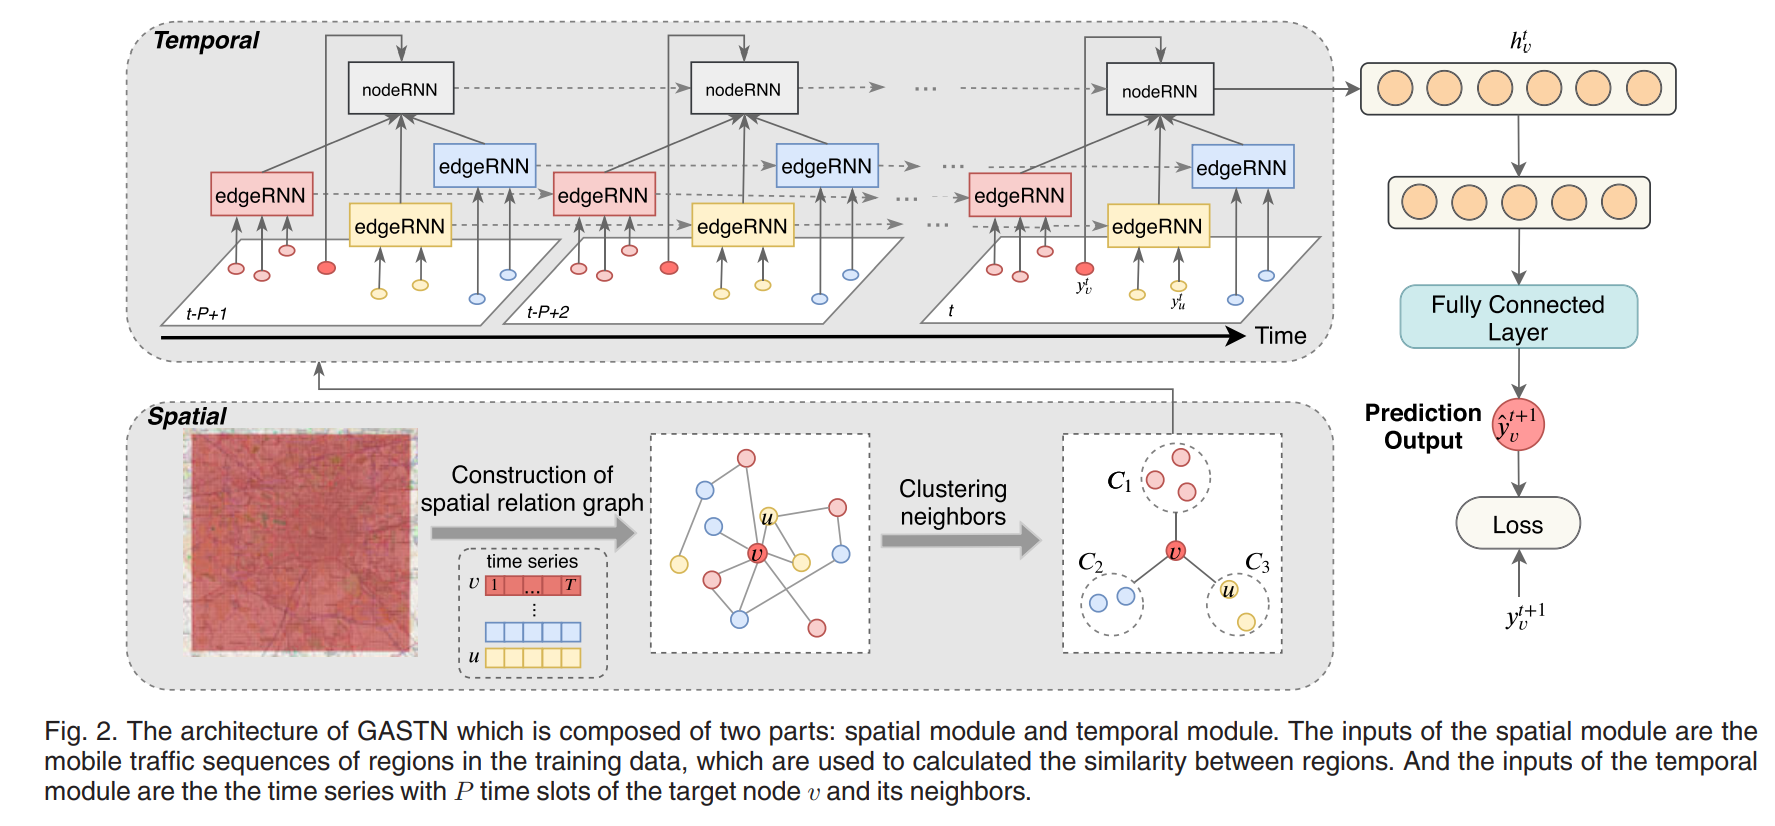 Temporal
nodeRNN
nodeRNN
...
nodeRNN
edgeRNN
edgeRNN
...
edgeRNN
edgeRNN
edgeRNN
...
edgeRNN
edgeRNN
edgeRNN
...
edgeRNN
t-P+1
t-P+2
t
y_v^t
y_u^t
Time
h_v^t
Fully Connected
Layer
Prediction
Output
ŷ_v^{t+1}
Loss
y_v^{t+1}
Spatial
Construction of
spatial relation graph
time series
v 1 ... T
⋮
u
u
v
Clustering
neighbors
C₁
v
C₂
C₃
u
Fig. 2. The architecture of GASTN which is composed of two parts: spatial module and temporal module. The inputs of the spatial module are the
mobile traffic sequences of regions in the training data, which are used to calculated the similarity between regions. And the inputs of the temporal
module are the the time series with P time slots of the target node v and its neighbors.